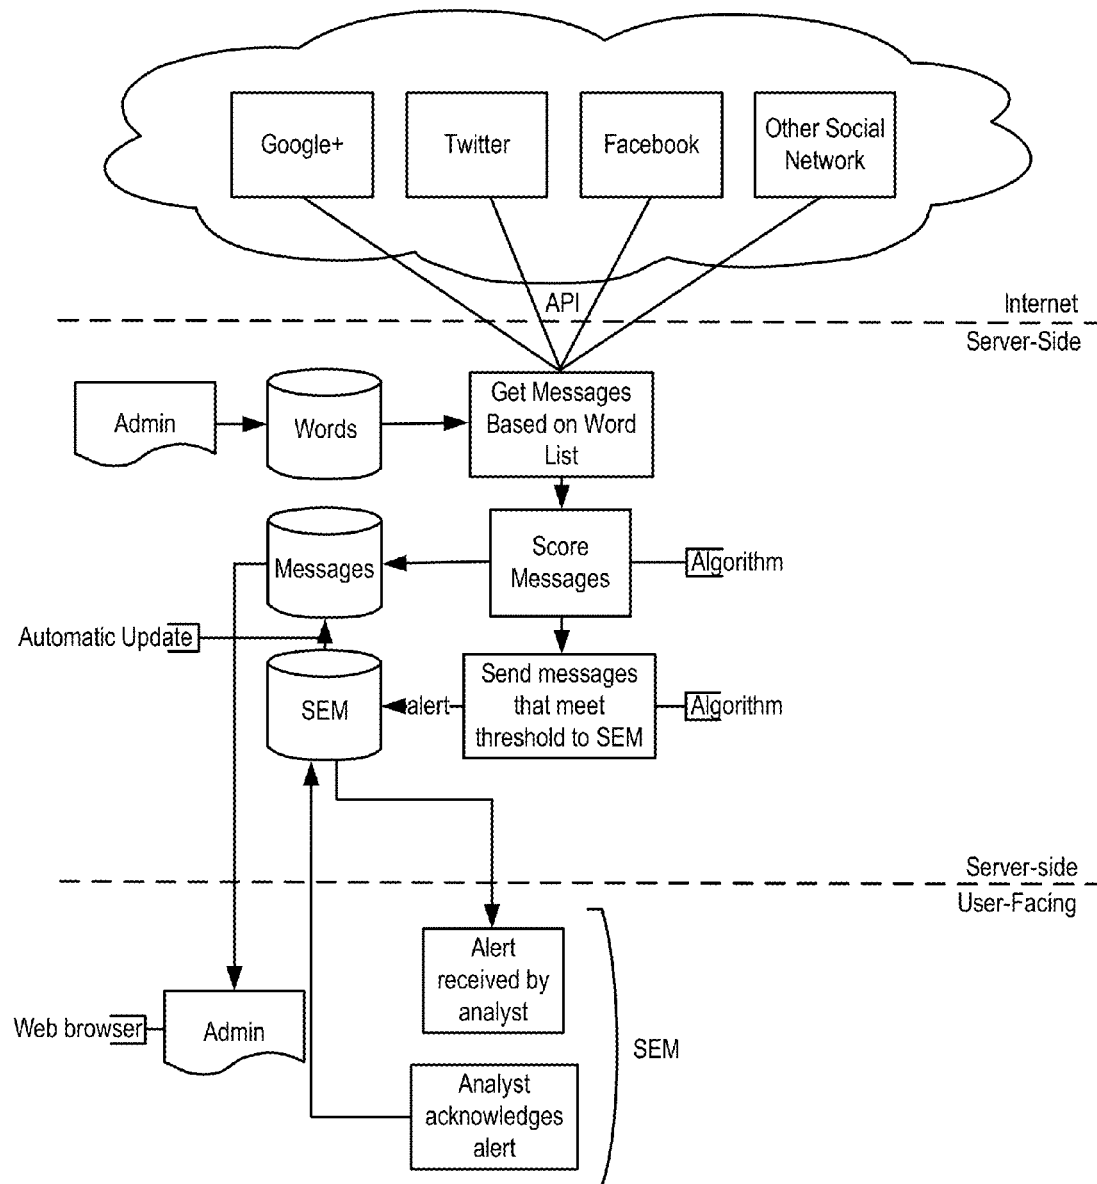 Google+
Twitter
Facebook
Other Social
Network
API
Internet
Server-Side
Admin
Words
Get Messages
Based on Word
List
Messages
Score
Messages
Algorithm
Automatic Update
SEM
alert
Send messages
that meet
threshold to SEM
Algorithm
Server-side
User-Facing
Alert
received by
analyst
Web browser
Admin
SEM
Analyst
acknowledges
alert